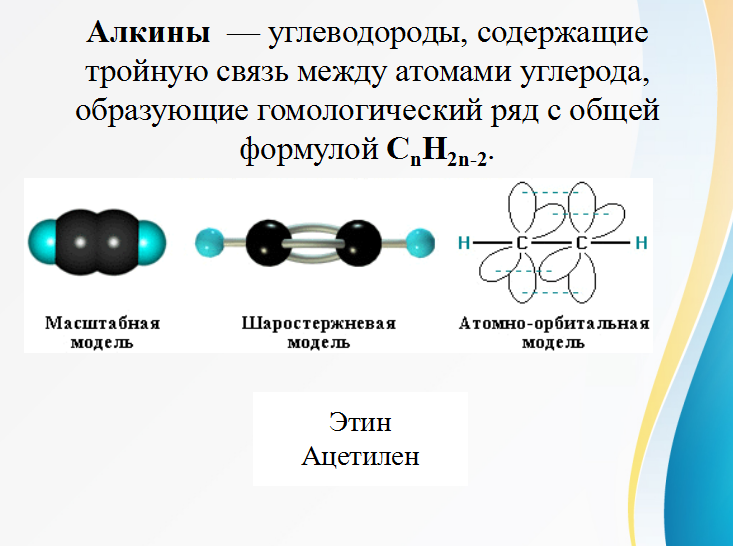 Алкины — углеводороды, содержащие
тройную связь между атомами углерода,
образующие гомологический ряд с общей
формулой CnH2n-2.
H C C H
Масштабная
модель
Шаростержневая
модель
Атомно-орбитальная
модель
Этин
Ацетилен